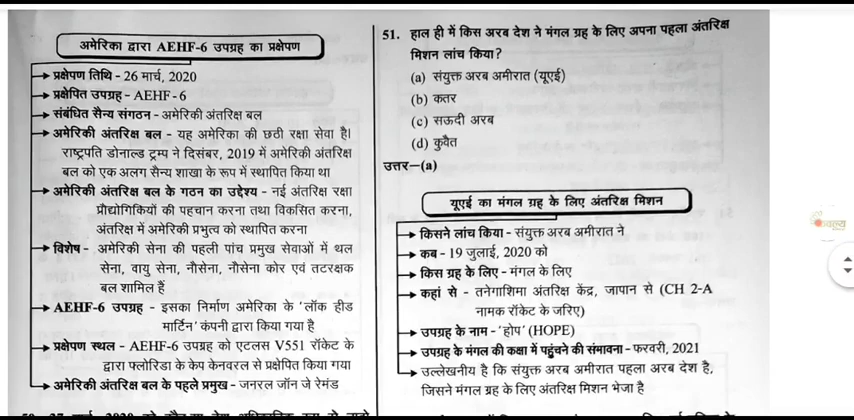 अमेरिका द्वारा AEHF-6 उपग्रह का प्रक्षेपण
प्रक्षेपण तिथि - 26 मार्च, 2020
प्रक्षेपित उपग्रह - AEHF-6
संबंधित सैन्य संगठन - अमेरिकी अंतरिक्ष बल
अमेरिकी अंतरिक्ष बल - यह अमेरिका की छठी रक्षा सेवा है।
राष्ट्रपति डोनाल्ड ट्रम्प ने दिसंबर, 2019 में अमेरिकी अंतरिक्ष
बल को एक अलग सैन्य शाखा के रूप में स्थापित किया था
अमेरिकी अंतरिक्ष बल के गठन का उद्देश्य - नई अंतरिक्ष रक्षा
प्रौद्योगिकियों की पहचान करना तथा विकसित करना,
अंतरिक्ष में अमेरिकी प्रभुत्व को स्थापित करना
विशेष - अमेरिकी सेना की पहली पांच प्रमुख सेवाओं में थल
सेना, वायु सेना, नौसेना, नौसेना कोर एवं तटरक्षक
बल शामिल हैं
AEHF-6 उपग्रह - इसका निर्माण अमेरिका के 'लॉक हीड
मार्टिन' कंपनी द्वारा किया गया है
प्रक्षेपण स्थल - AEHF-6 उपग्रह को एटलस V551 रॉकेट के
द्वारा फ्लोरिडा के केप केनवरल से प्रक्षेपित किया गया
अमेरिकी अंतरिक्ष बल के पहले प्रमुख - जनरल जॉन जे रेमंड
51. हाल ही में किस अरब देश ने मंगल ग्रह के लिए अपना पहला अंतरिक्ष
मिशन लांच किया?
(a) संयुक्त अरब अमीरात (यूएई)
(b) कतर
(c) सऊदी अरब
(d) कुवैत
उत्तर—(a)
यूएई का मंगल ग्रह के लिए अंतरिक्ष मिशन
किसने लांच किया - संयुक्त अरब अमीरात ने
कब - 19 जुलाई, 2020 को
किस ग्रह के लिए - मंगल के लिए
कहां से - तनेगाशिमा अंतरिक्ष केंद्र, जापान से (CH 2-A
नामक रॉकेट के जरिए)
उपग्रह के नाम - 'होप' (HOPE)
उपग्रह के मंगल की कक्षा में पहुंचने की संभावना - फरवरी, 2021
उल्लेखनीय है कि संयुक्त अरब अमीरात पहला अरब देश है,
जिसने मंगल ग्रह के लिए अंतरिक्ष मिशन भेजा है